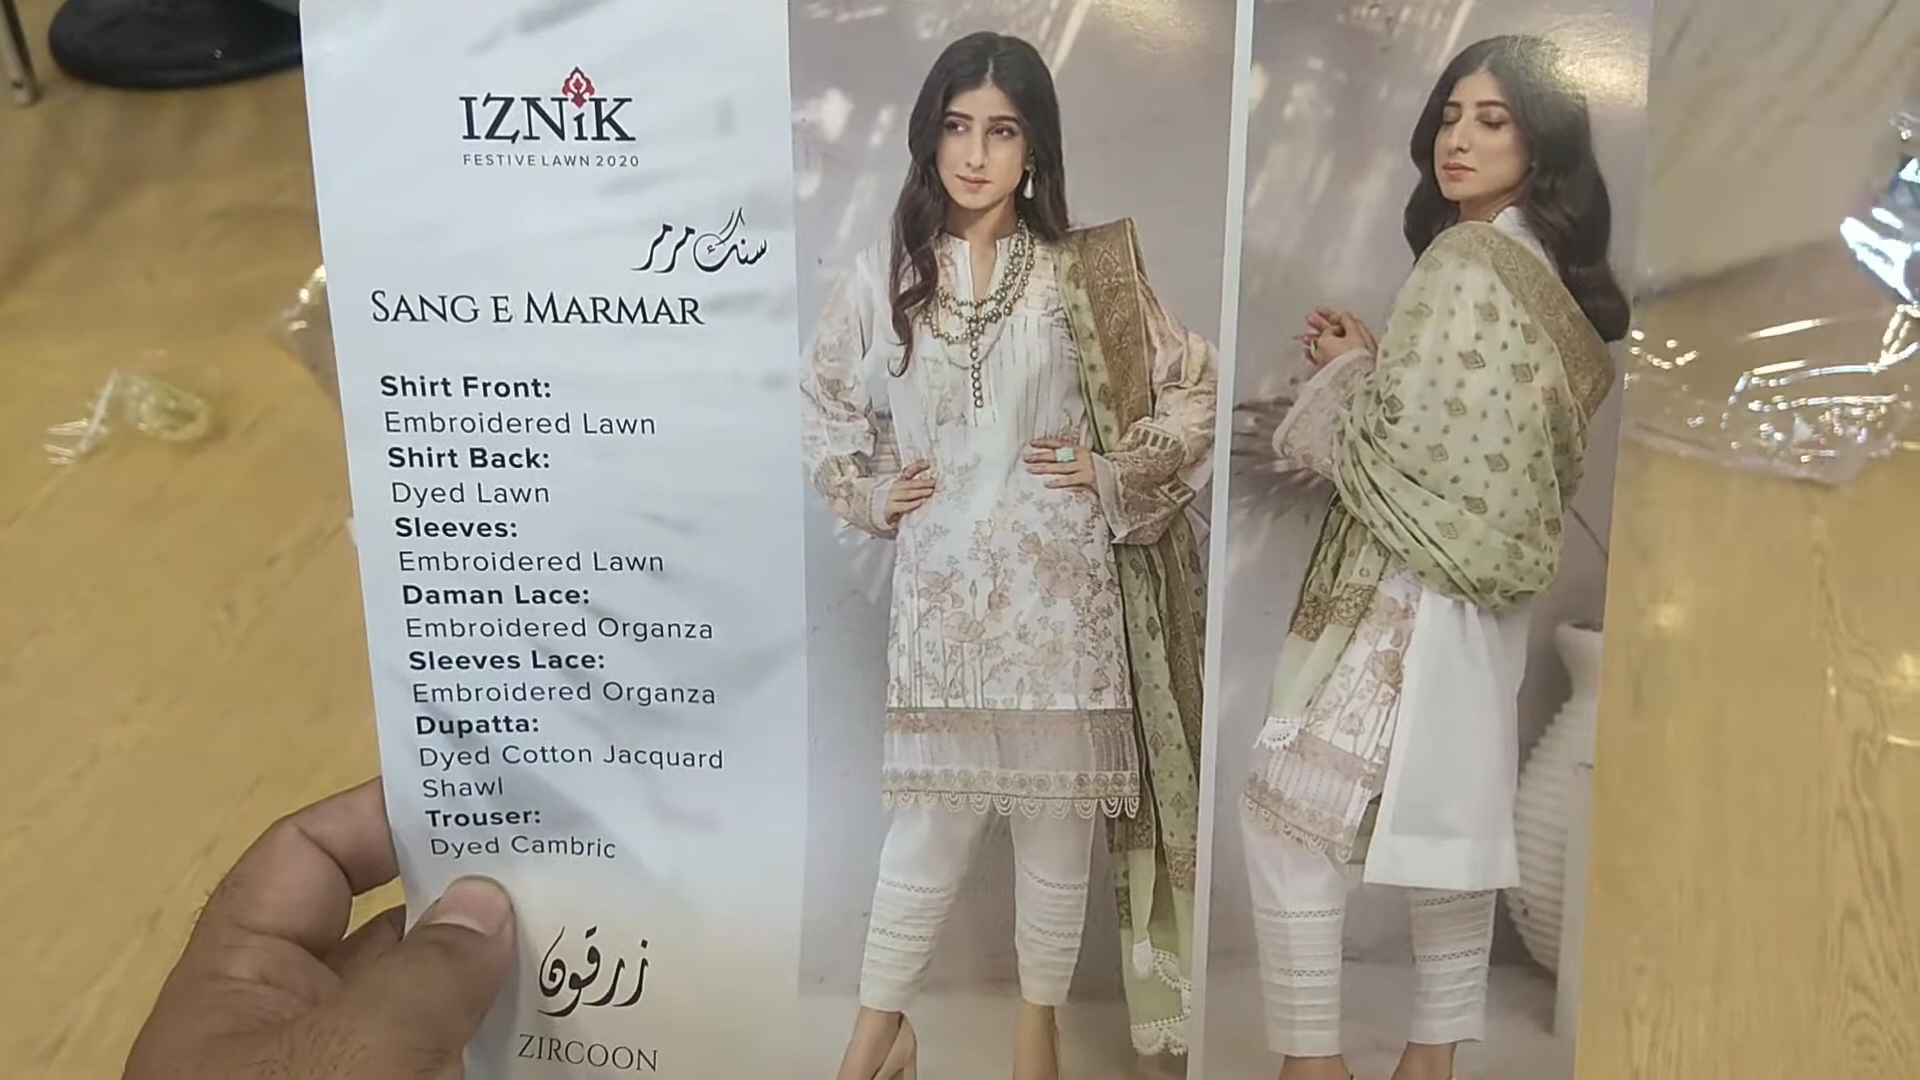 IZNiK
FESTIVE LAWN 2020
سنگ مرمر
SANG E MARMAR
Shirt Front:
Embroidered Lawn
Shirt Back:
Dyed Lawn
Sleeves:
Embroidered Lawn
Daman Lace:
Embroidered Organza
Sleeves Lace:
Embroidered Organza
Dupatta:
Dyed Cotton Jacquard
Shawl
Trouser:
Dyed Cambric
زرقون
ZIRCOON